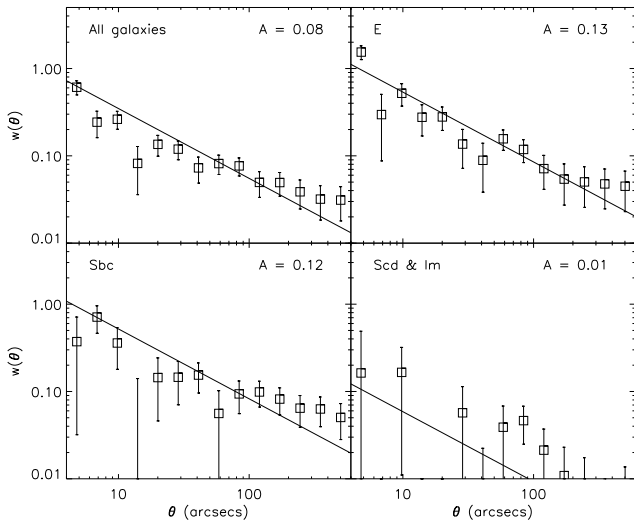 All galaxies A = 0.08
E A = 0.13
1.00
0.10
0.01
w(θ)
Sbc A = 0.12
Scd & Im A = 0.01
1.00
0.10
0.01
w(θ)
10 100
10 100
θ (arcsecs)
θ (arcsecs)